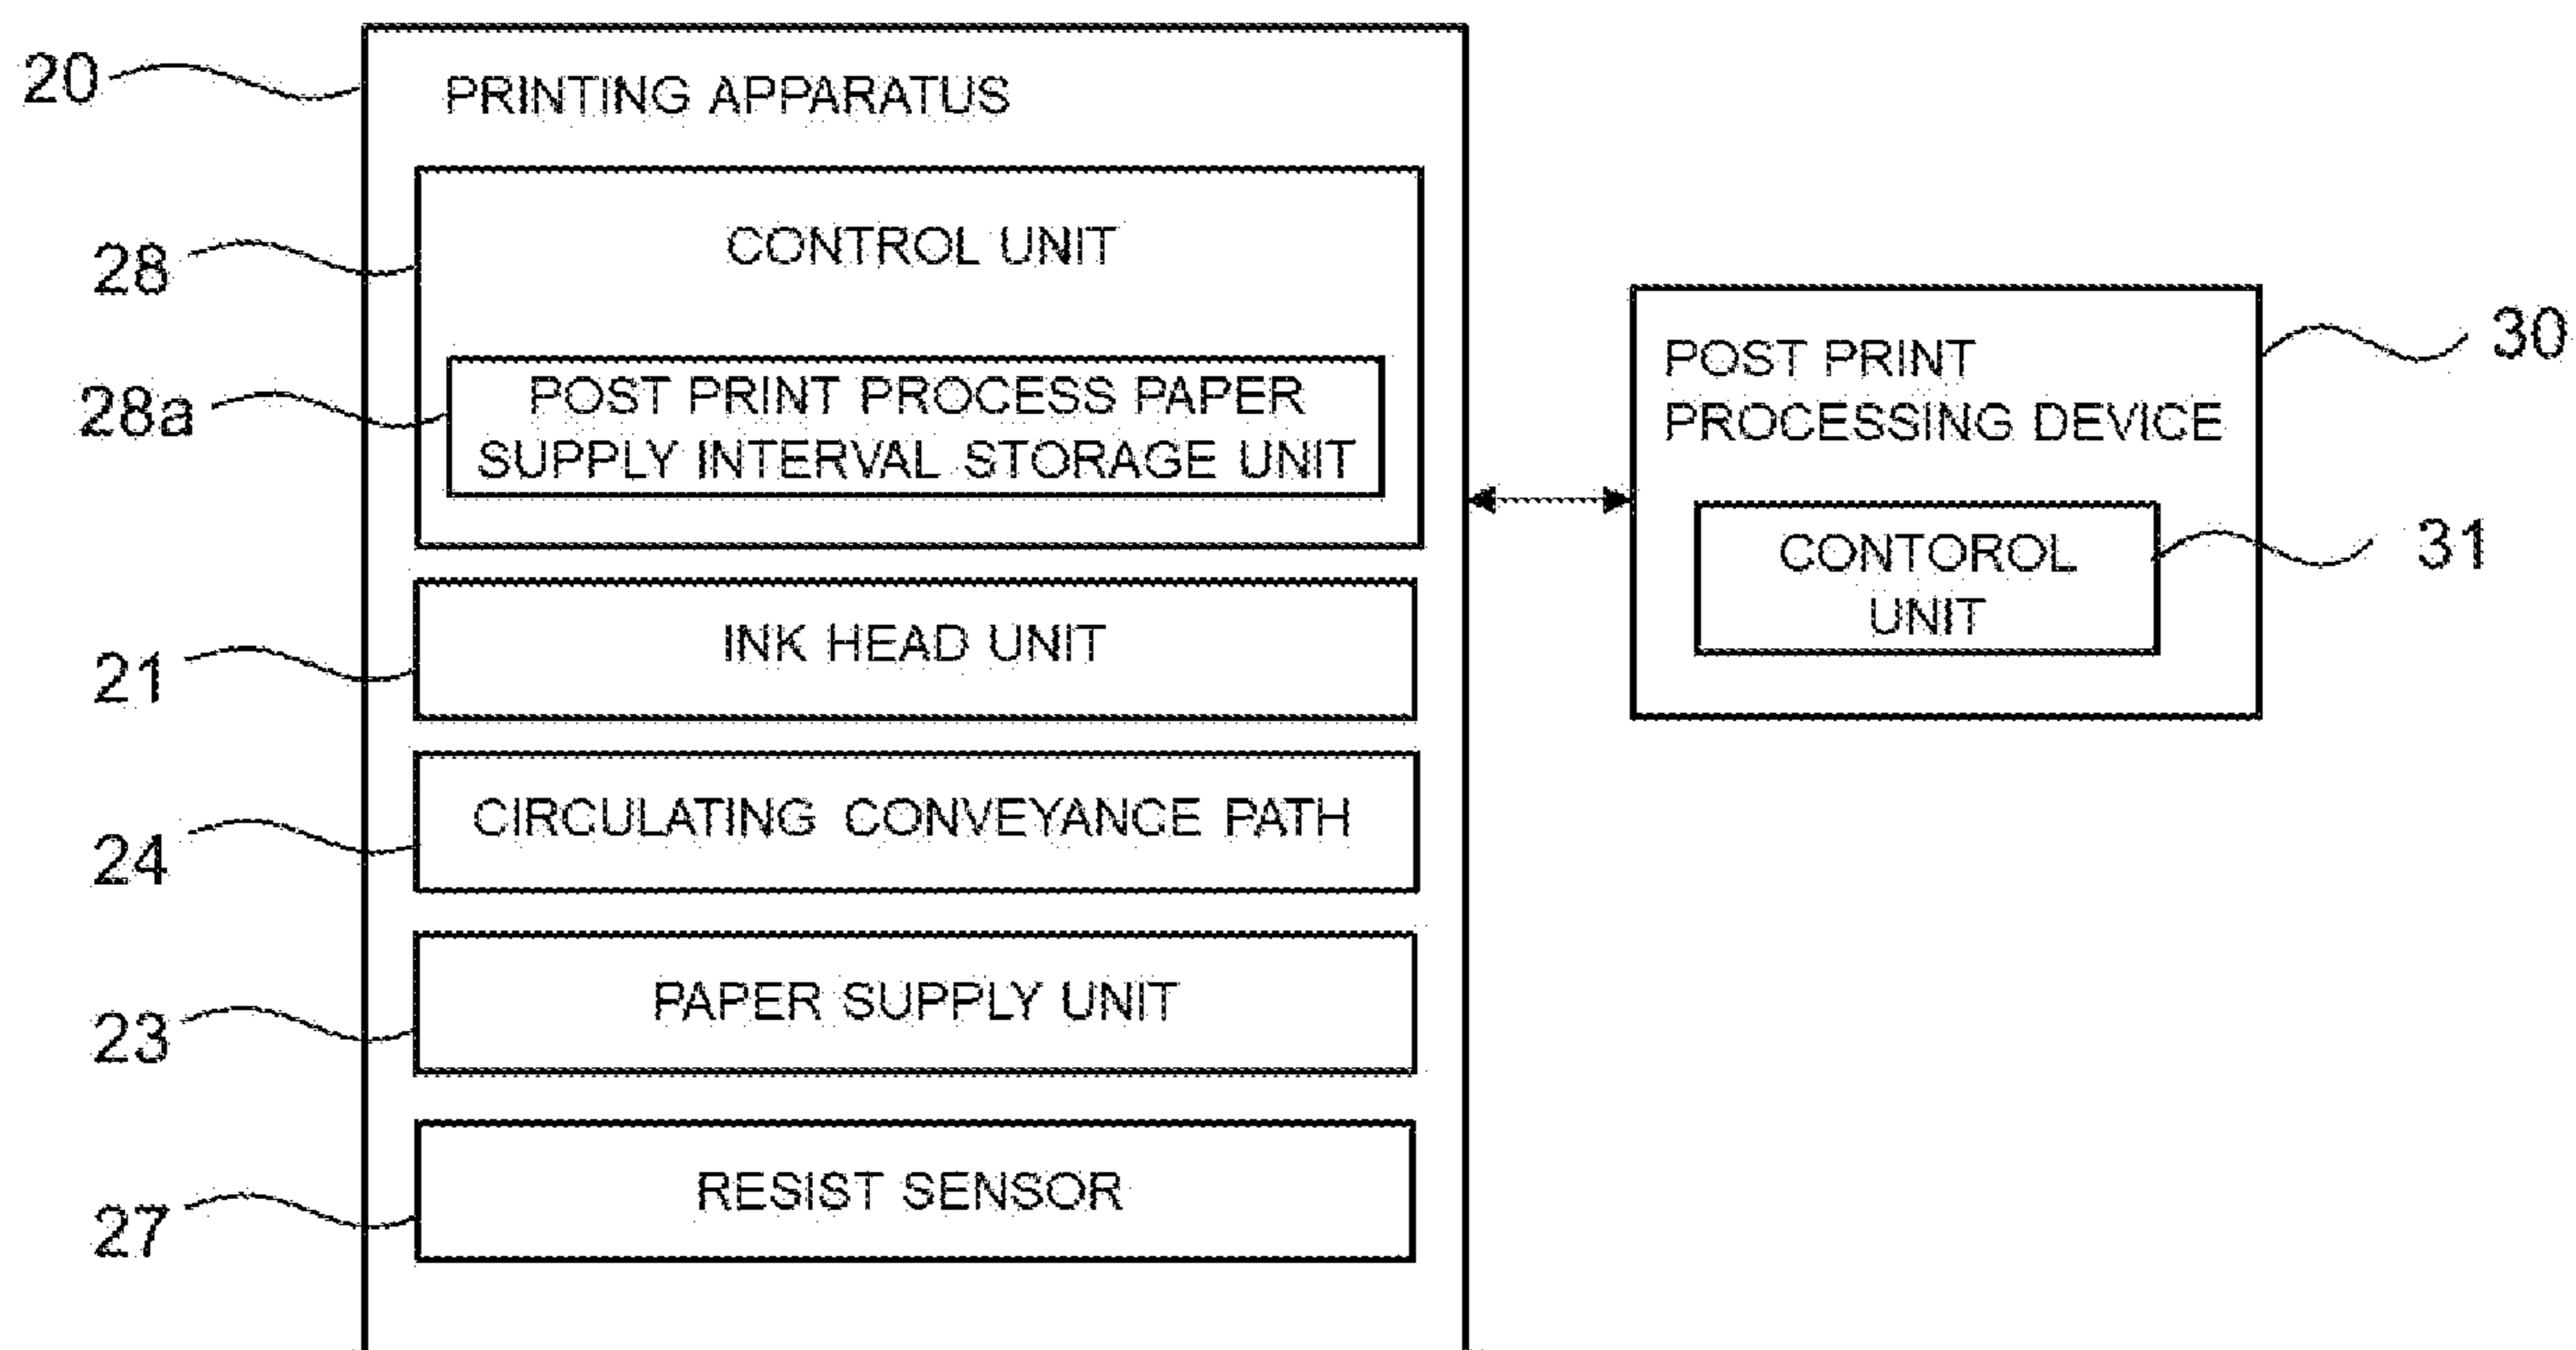 20
PRINTING APPARATUS
28
CONTROL UNIT
28a
POST PRINT PROCESS PAPER
SUPPLY INTERVAL STORAGE UNIT
21
INK HEAD UNIT
24
CIRCULATING CONVEYANCE PATH
23
PAPER SUPPLY UNIT
27
RESIST SENSOR
POST PRINT
PROCESSING DEVICE
30
CONTOROL
UNIT
31